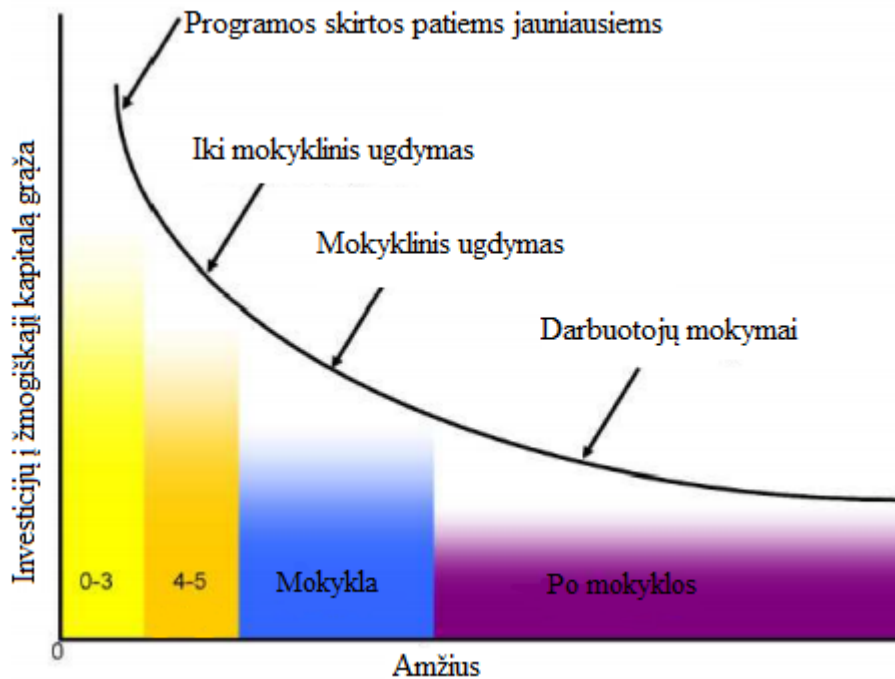 Programos skirtos patiems jauniausiems
Iki mokyklinis ugdymas
Mokyklinis ugdymas
Darbuotojų mokymai
Investicijų į žmogiškąjį kapitalą grąža
0-3
4-5
Mokykla
Po mokyklos
0
Amžius